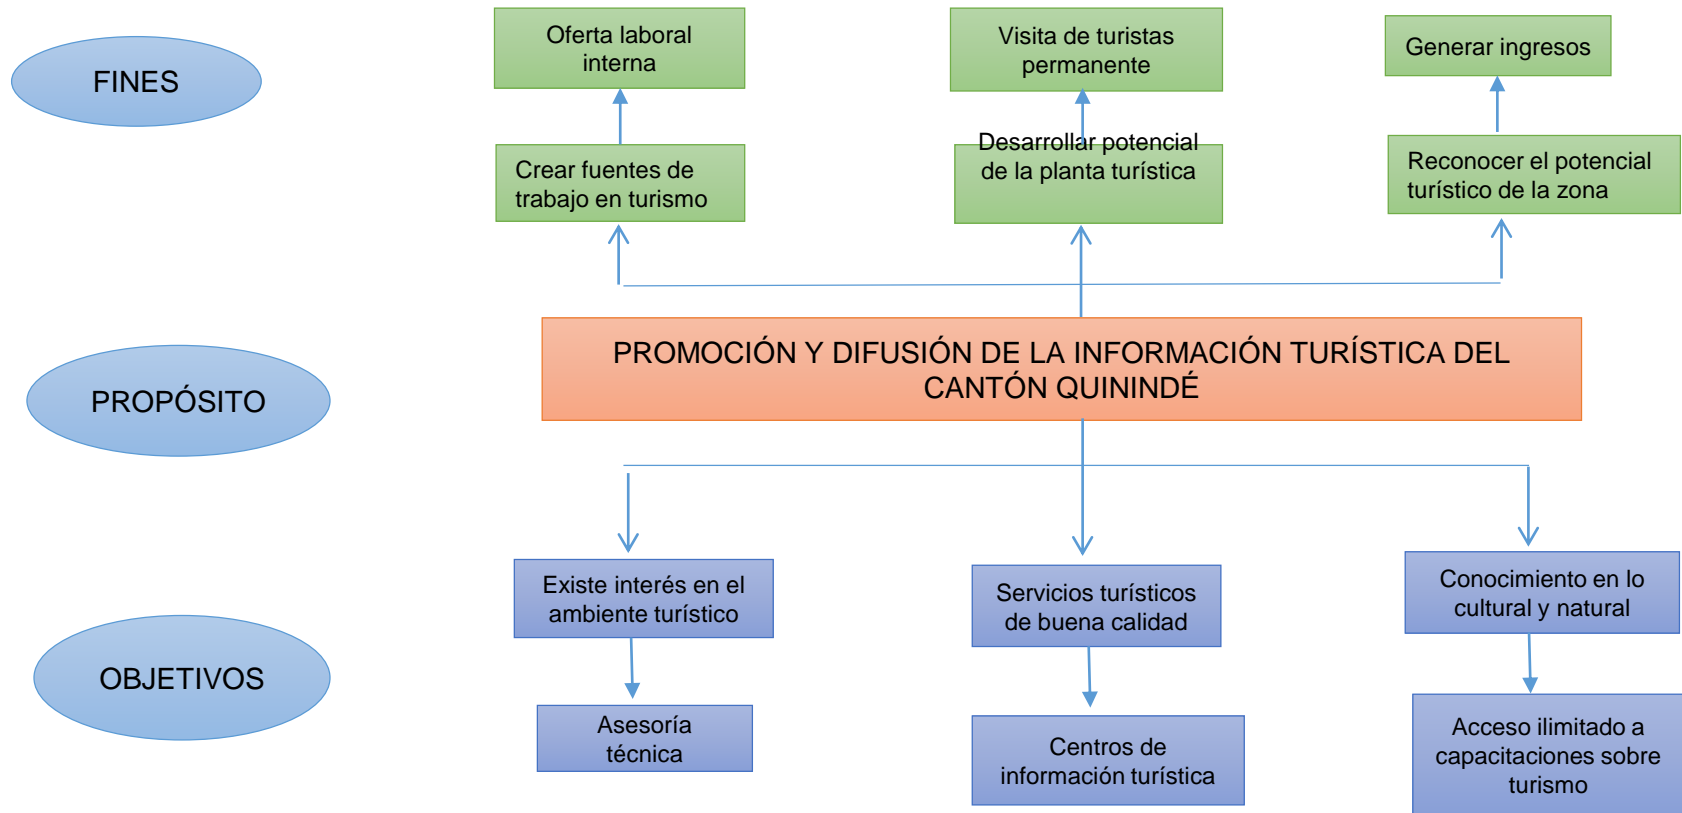 FINES
Oferta laboral
interna
Visita de turistas
permanente
Generar ingresos
Crear fuentes de
trabajo en turismo
Desarrollar potencial
de la planta turística
Reconocer el potencial
turístico de la zona
PROPÓSITO
PROMOCIÓN Y DIFUSIÓN DE LA INFORMACIÓN TURÍSTICA DEL
CANTÓN QUININDÉ
OBJETIVOS
Existe interés en el
ambiente turístico
Servicios turísticos
de buena calidad
Conocimiento en lo
cultural y natural
Asesoría
técnica
Centros de
información turística
Acceso ilimitado a
capacitaciones sobre
turismo